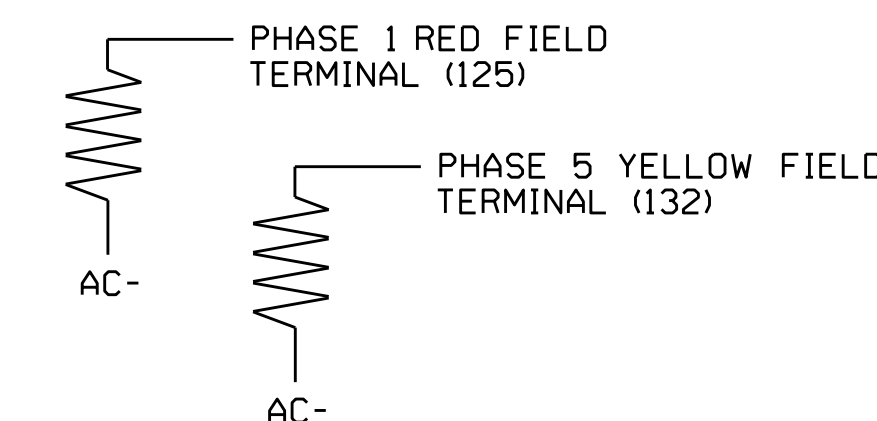 PHASE 1 RED FIELD
TERMINAL (125)
PHASE 5 YELLOW FIELD
TERMINAL (132)
AC-
AC-